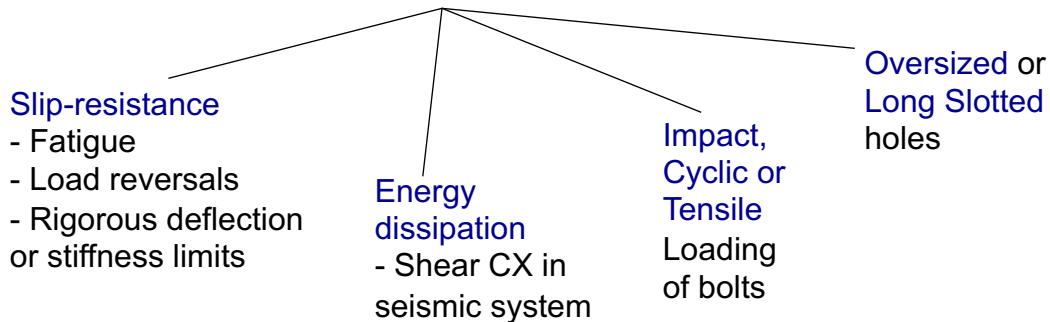 Slip-resistance
- Fatigue
- Load reversals
- Rigorous deflection
or stiffness limits
Energy
dissipation
- Shear CX in
seismic system
Impact,
Cyclic or
Tensile
Loading
of bolts
Oversized or
Long Slotted
holes